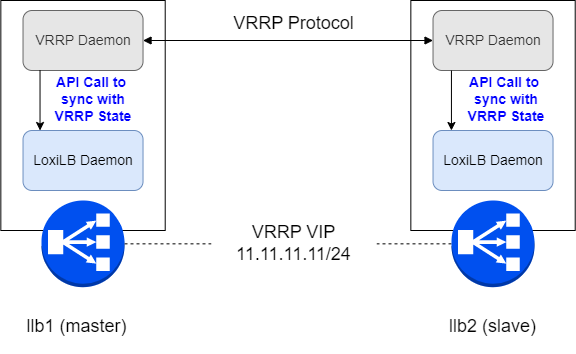 VRRP Protocol
VRRP Daemon
VRRP Daemon
API Call to
sync with
VRRP State
API Call to
sync with
VRRP State
LoxiLB Daemon
LoxiLB Daemon
VRRP VIP
11.11.11.11/24
llb1 (master)
llb2 (slave)